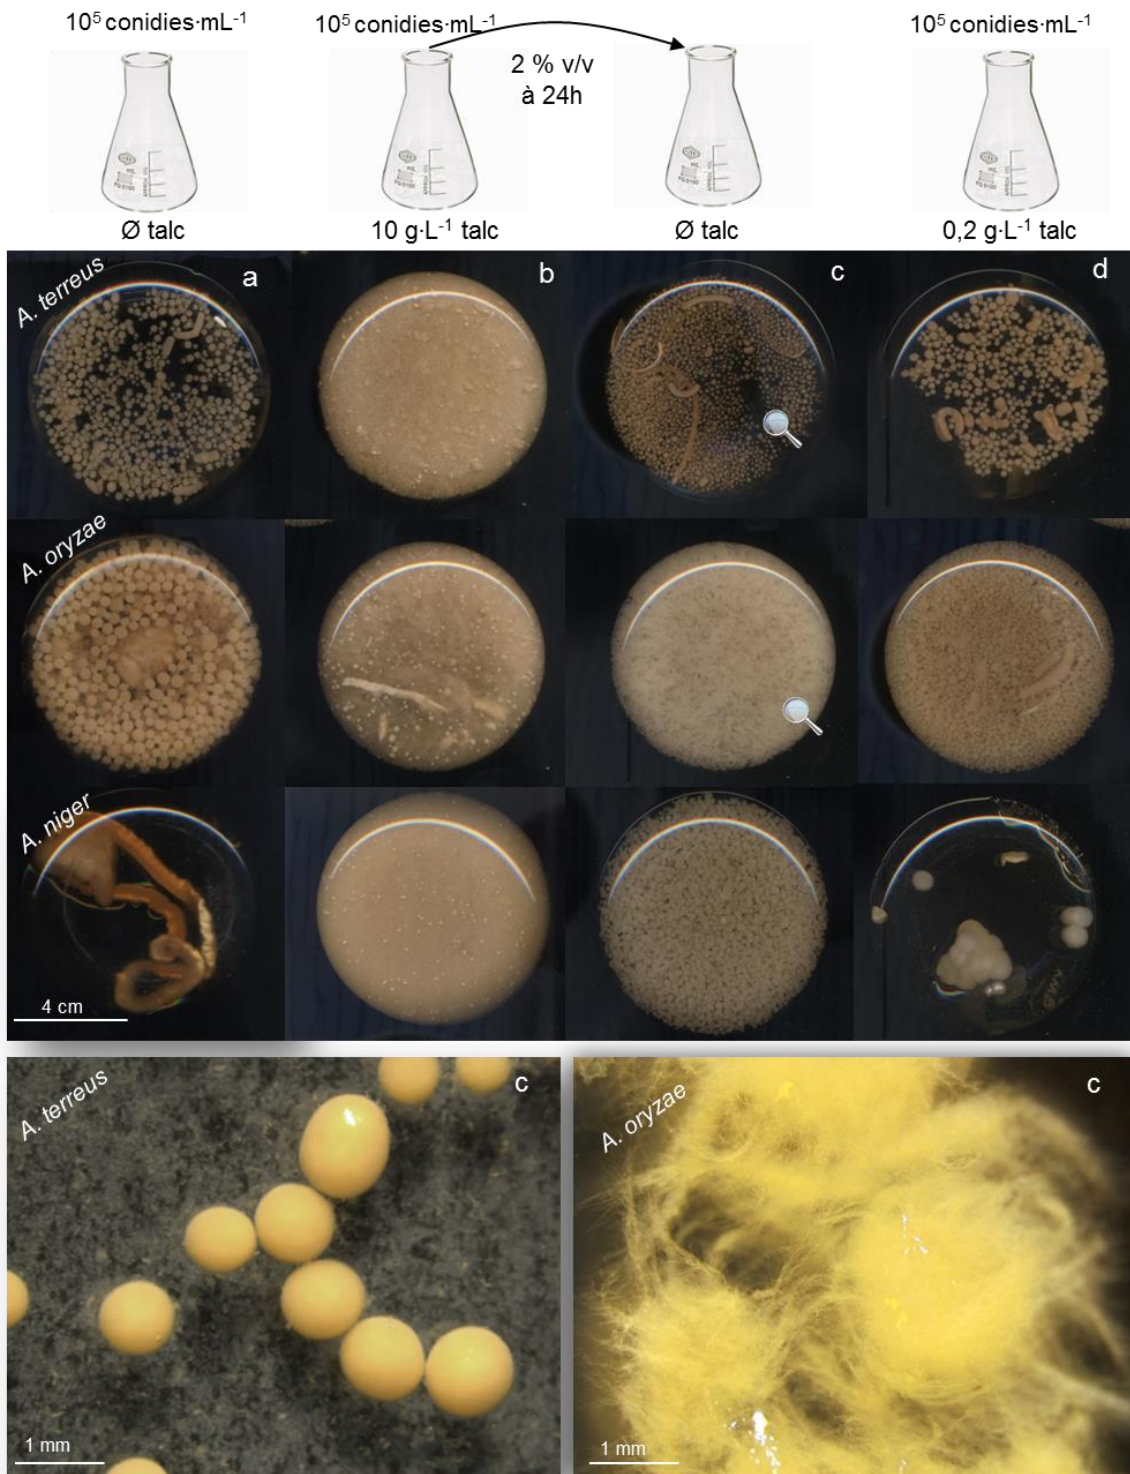 10⁵ conidies·mL⁻¹ 10⁵ conidies·mL⁻¹ 10⁵ conidies·mL⁻¹
2 % v/v
à 24h
Ø talc 10 g·L⁻¹ talc Ø talc 0,2 g·L⁻¹ talc
A. terreus a b c d
A. oryzae
A. niger
4 cm
A. terreus c
1 mm
A. oryzae c
1 mm